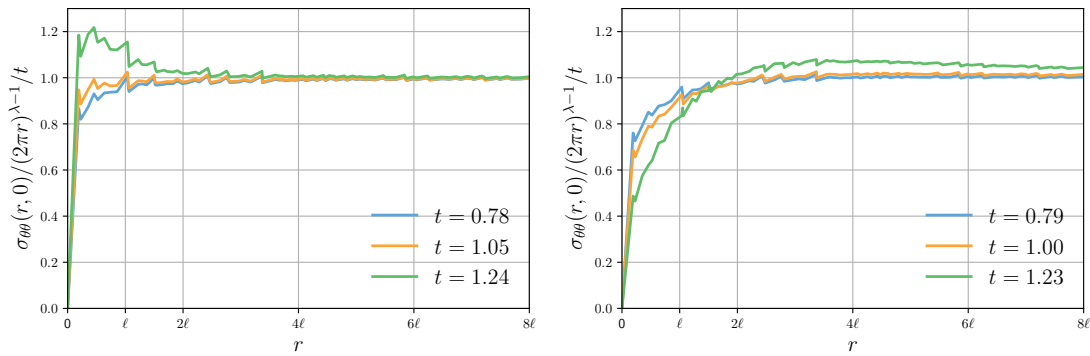 σθθ(r, 0)/(2πr)^{λ−1}/t
1.2
1.0
0.8
0.6
0.4
0.2
0.0
t = 0.78
t = 1.05
t = 1.24
0 ℓ 2ℓ 4ℓ 6ℓ 8ℓ
r
σθθ(r, 0)/(2πr)^{λ−1}/t
1.2
1.0
0.8
0.6
0.4
0.2
0.0
t = 0.79
t = 1.00
t = 1.23
0 ℓ 2ℓ 4ℓ 6ℓ 8ℓ
r